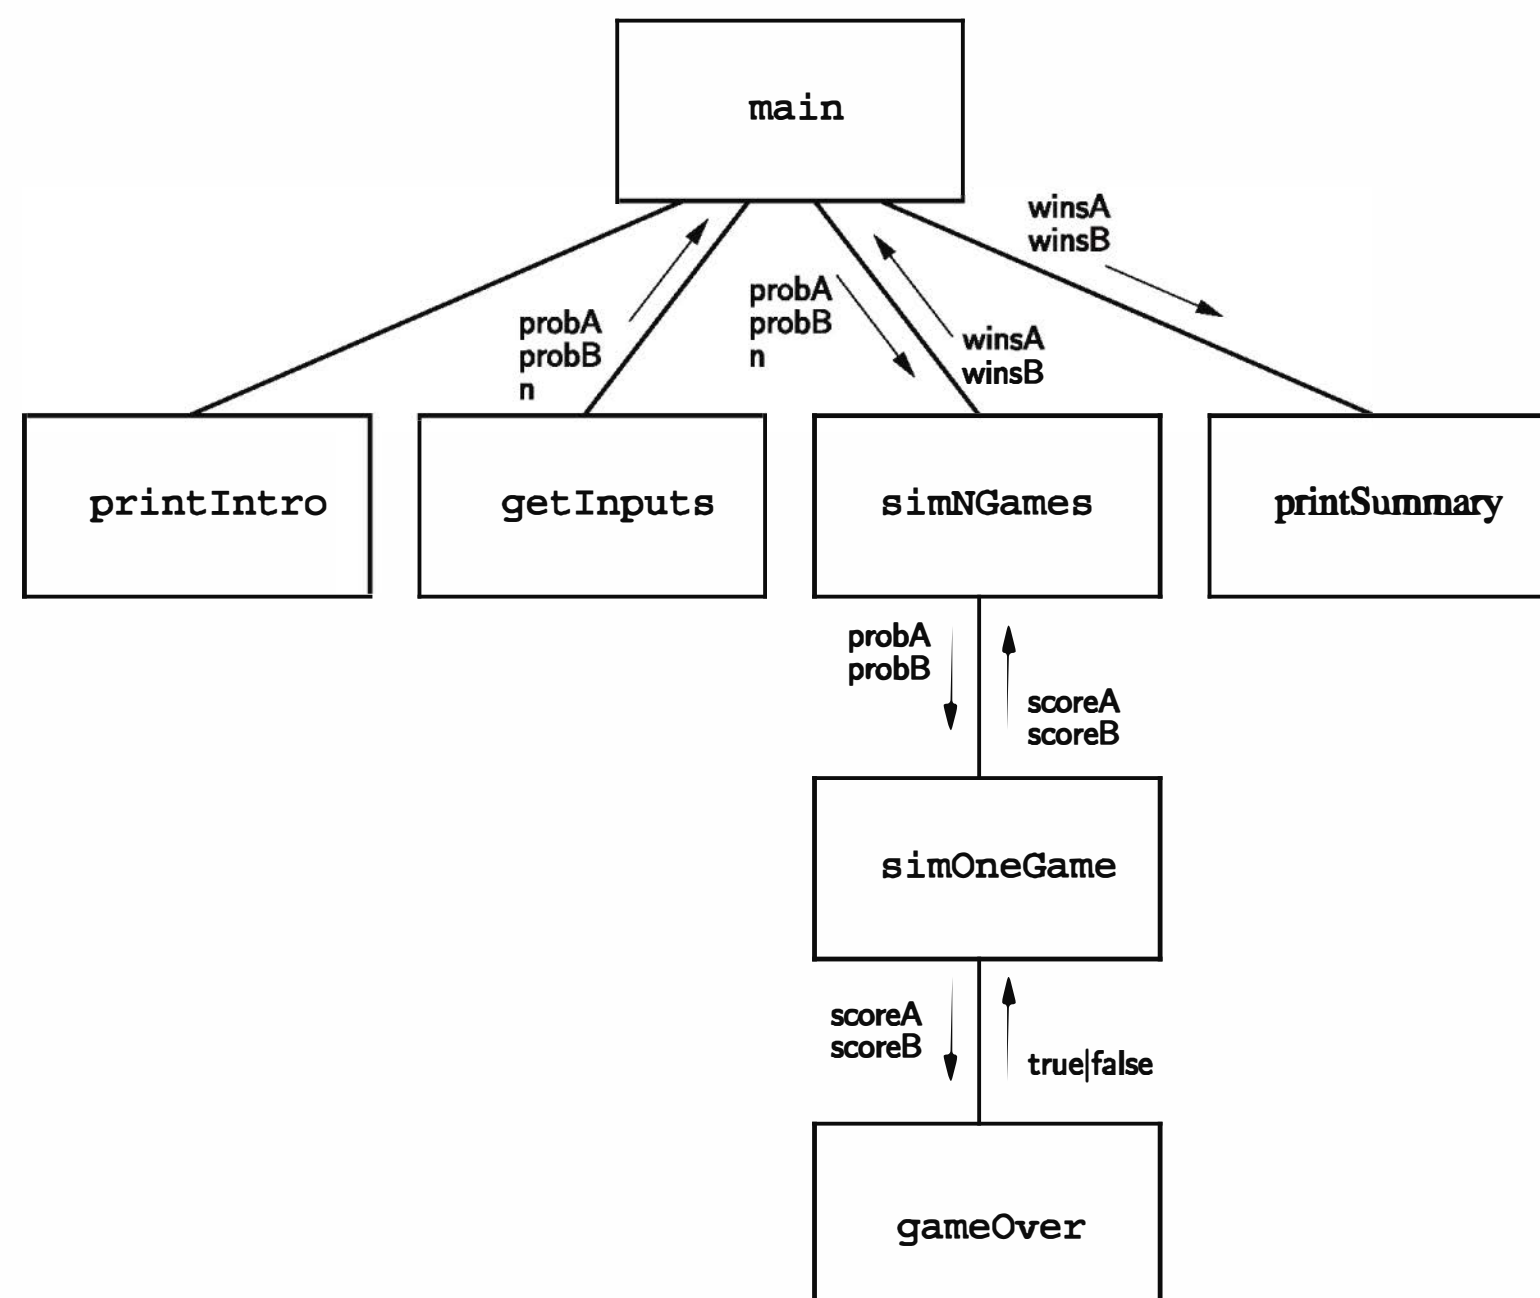 main
winsA
winsB
probA
probB
n
probA
probB
n
winsA
winsB
printIntro
getInputs
simNGames
printSummary
probA
probB
scoreA
scoreB
simOneGame
scoreA
scoreB
true|false
gameOver